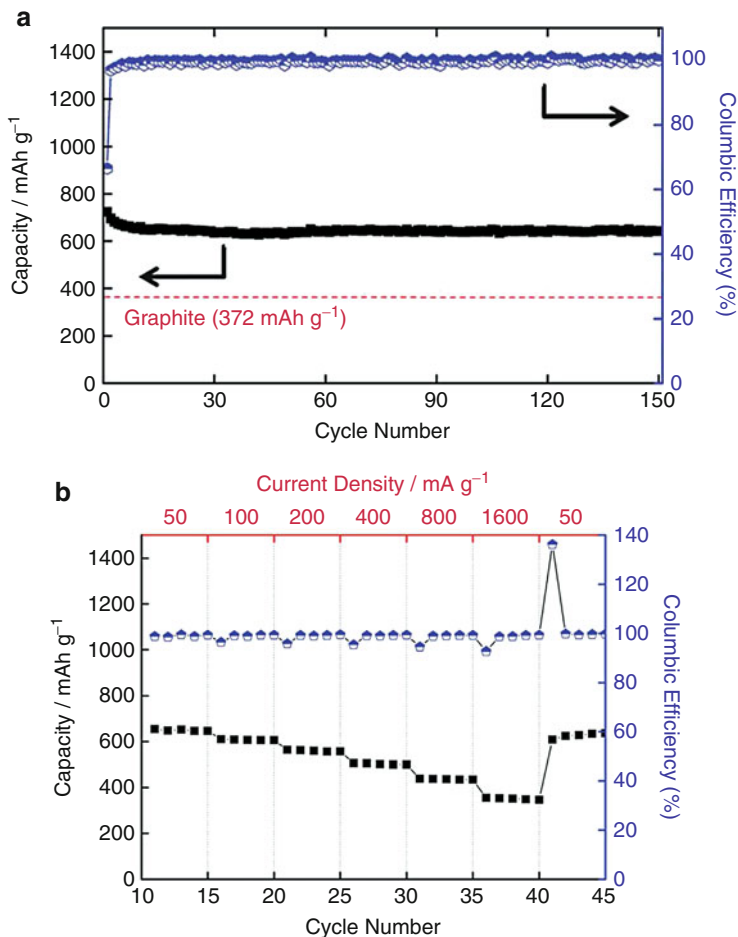 a
1400
1200
1000
800
600
400
200
0
Capacity / mAh g⁻¹
100
80
60
40
20
0
Columbic Efficiency (%)
Graphite (372 mAh g⁻¹)
0 30 60 90 120 150
Cycle Number
b
Current Density / mA g⁻¹
50 100 200 400 800 1600 50
1400
1200
1000
800
600
400
200
0
Capacity / mAh g⁻¹
140
120
100
80
60
40
20
0
Columbic Efficiency (%)
10 15 20 25 30 35 40 45
Cycle Number